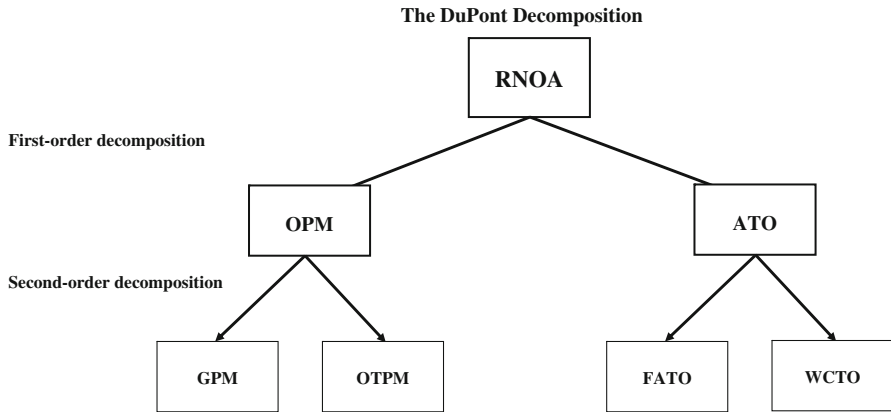 The DuPont Decomposition
RNOA
First-order decomposition
OPM
ATO
Second-order decomposition
GPM
OTPM
FATO
WCTO